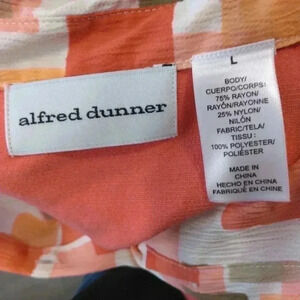 alfred dunner
L
BODY/
CUERPO/CORPS:
75% RAYON/
RAYÓN/RAYONNE
25% NYLON/
NILÓN
FABRIC/TELA/
TISSU :
100% POLYESTER/
POLIÉSTER
MADE IN
CHINA
HECHO EN CHINA
FABRIQUÉ EN CHINE